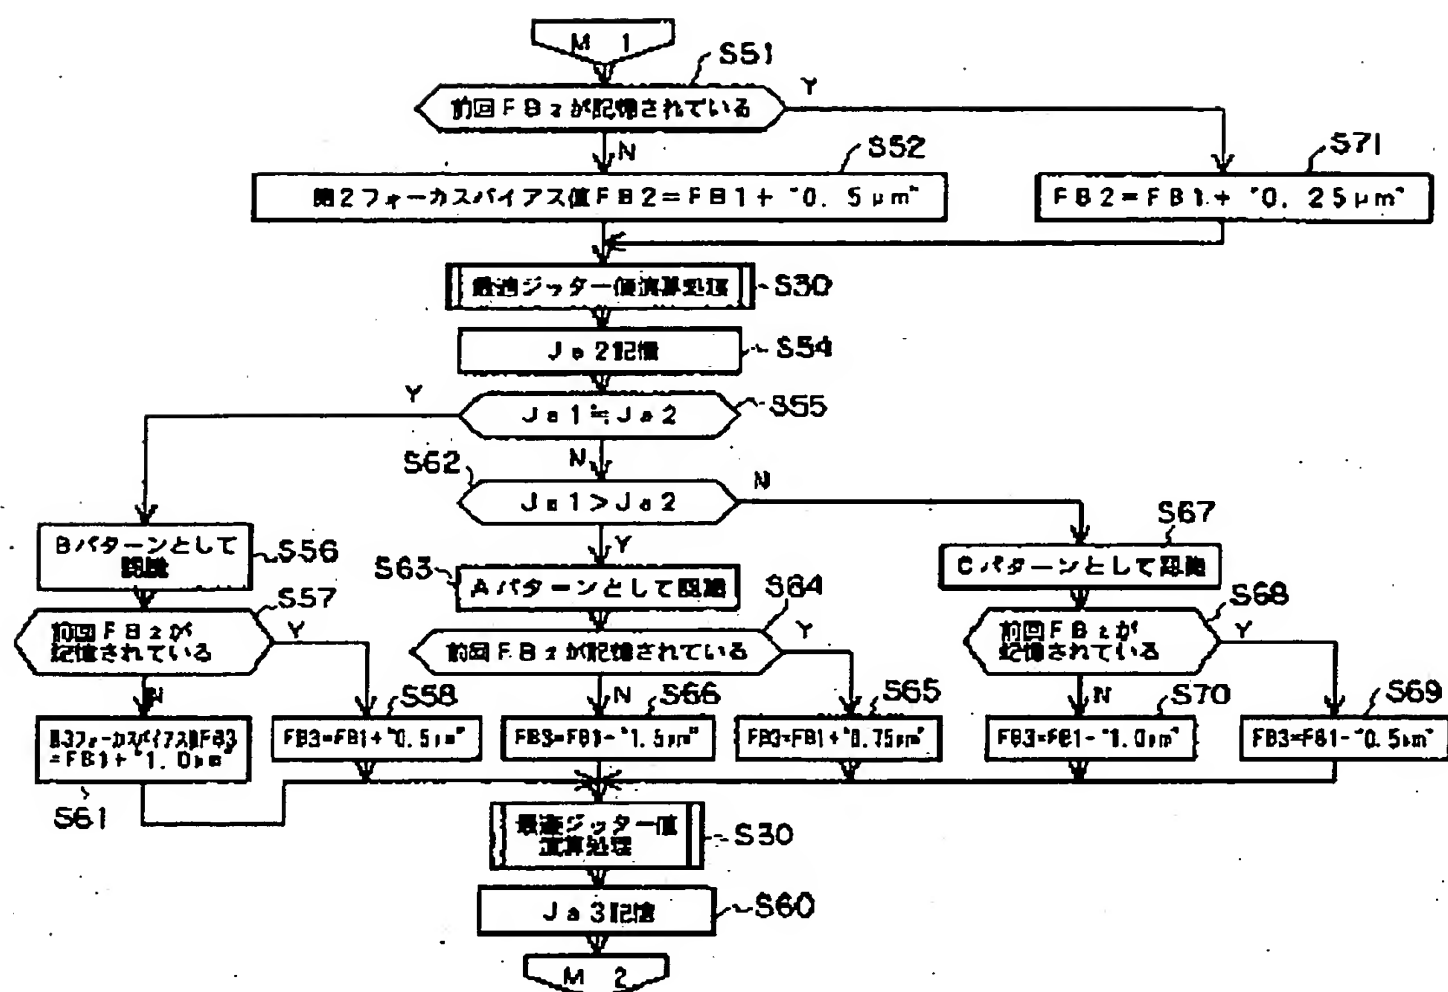 M 1
S51
前回FBzが記憶されている
Y
N
S52
S71
第2フォーカスバイアス値FB2=FB1+"0.5μm"
FB2=FB1+"0.25μm"
最適ジッター値演算処理
S30
Ja2記憶
S54
Y
Ja1≒Ja2
S55
N
S62
Ja1>Ja2
N
S67
Bパターンとして
認識
S56
Y
S63
Aパターンとして認識
Cパターンとして認識
S57
S64
S68
前回FBzが
記憶されている
Y
前回FBzが記憶されている
Y
前回FBzが
記憶されている
Y
N
S58
N
S66
S65
N
S70
S69
第3フォーカスバイアス値FB3
=FB1+"1.0μm"
FB3=FB1+"0.5μm"
FB3=FB1-"1.5μm"
FB3=FB1+"0.75μm"
FB3=FB1-"1.0μm"
FB3=FB1-"0.5μm"
S61
最適ジッター値
演算処理
S30
Ja3記憶
S60
M 2